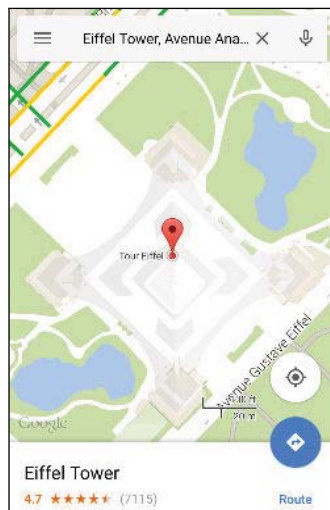 Eiffel Tower, Avenue Ana...
Tour Eiffel
Avenue Gustave Eiffel
20 m
Google
Eiffel Tower
4.7 (7115)
Route